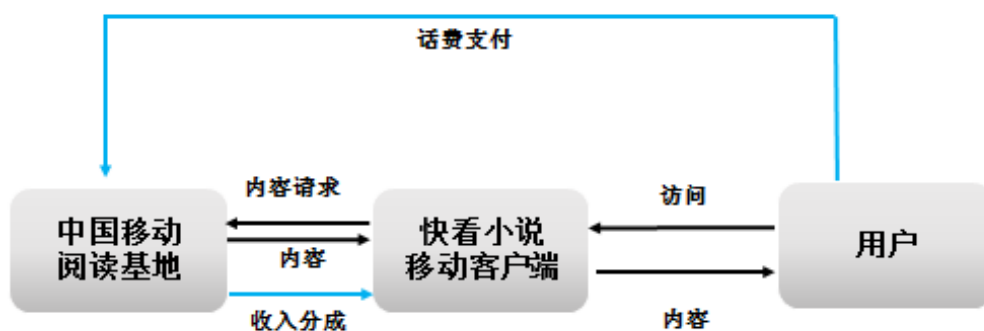 话费支付
内容请求
访问
中国移动
阅读基地
快看小说
移动客户端
用户
内容
收入分成
内容